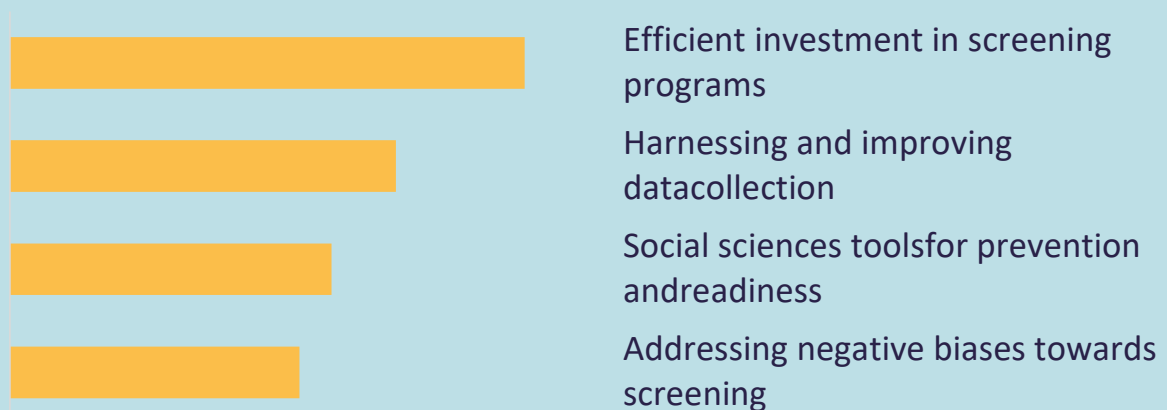 Efficient investment in screening
programs
Harnessing and improving
datacollection
Social sciences toolsfor prevention
andreadiness
Addressing negative biases towards
screening